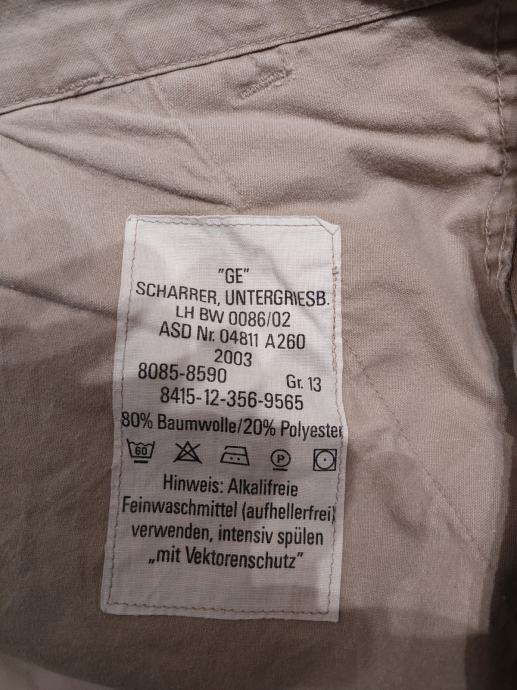 "GE"
SCHARRER, UNTERGRIESB.
LH BW 0086/02
ASD Nr. 04811 A260
2003
8085-8590 Gr. 13
8415-12-356-9565
80% Baumwolle/20% Polyester
60 P
Hinweis: Alkalifreie
Feinwaschmittel (aufhellerfrei)
verwenden, intensiv spülen
„mit Vektorenschutz"